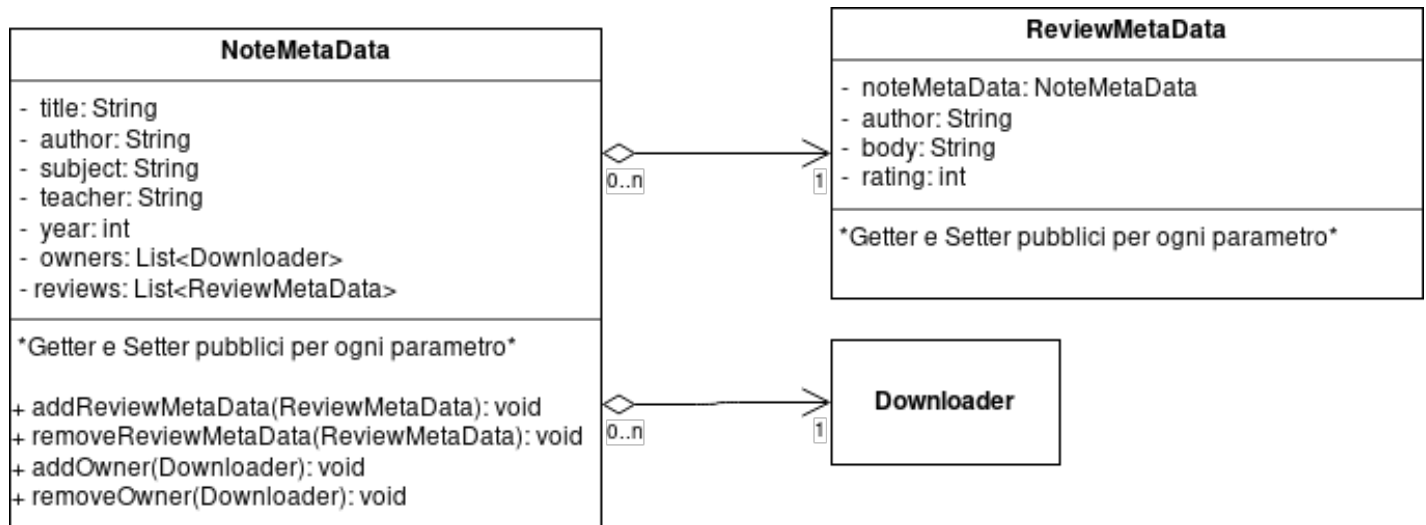 NoteMetaData
- title: String
- author: String
- subject: String
- teacher: String
- year: int
- owners: List<Downloader>
- reviews: List<ReviewMetaData>
*Getter e Setter pubblici per ogni parametro*
+ addReviewMetaData(ReviewMetaData): void
+ removeReviewMetaData(ReviewMetaData): void
+ addOwner(Downloader): void
+ removeOwner(Downloader): void
0..n
1
ReviewMetaData
- noteMetaData: NoteMetaData
- author: String
- body: String
- rating: int
*Getter e Setter pubblici per ogni parametro*
0..n
1
Downloader